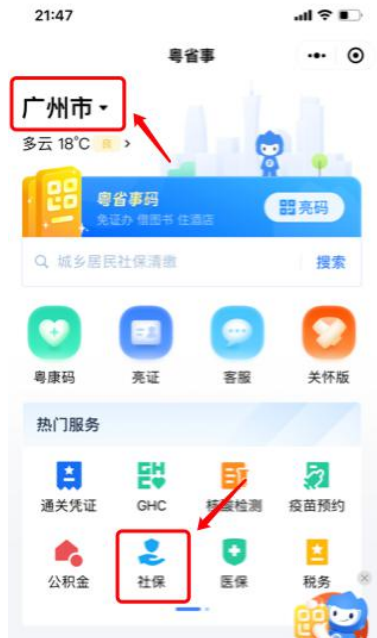 21:47
粤省事
广州市
多云 18°C 良 >
粤省事码
免证办 借图书 住酒店
亮码
城乡居民社保清缴
搜索
粤康码 亮证 客服 关怀版
热门服务
通关凭证 GHC 核酸检测 疫苗预约
公积金 社保 医保 税务